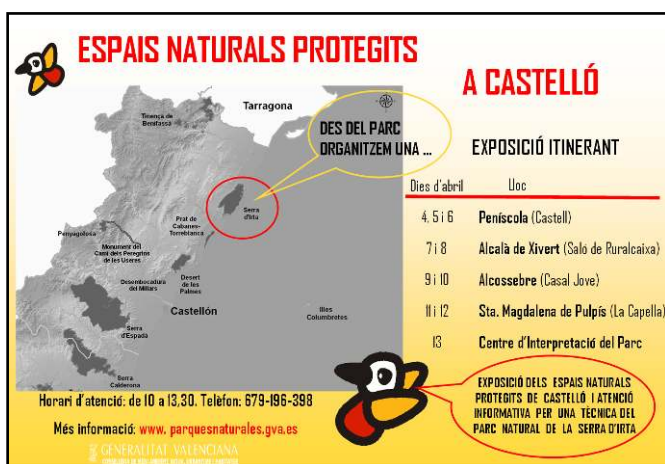 ESPAIS NATURALS PROTEGITS
A CASTELLÓ
Tarragona
Tinença de
Benifassà
DES DEL PARC
ORGANITZEM UNA ...
EXPOSICIÓ ITINERANT
Dies d'abril Lloc
4, 5 i 6 Peníscola (Castell)
7 i 8 Alcalà de Xivert (Saló de Ruralcaixa)
9 i 10 Alcossebre (Casal Jove)
11 i 12 Sta. Magdalena de Pulpís (La Capella)
13 Centre d'Interpretació del Parc
Serra
d'Irta
Prat de
Cabanes-
Torreblanca
Penyagolosa
Monument del
Camí dels Pelegrins
de les Useres
Desert
de les
Palmes
Desembocadura
del Millars
Castellón
Illes
Columbretes
Serra
d'Espadà
Serra
Calderona
EXPOSICIÓ DELS ESPAIS NATURALS
PROTEGITS DE CASTELLÓ I ATENCIÓ
INFORMATIVA PER UNA TÈCNICA DEL
PARC NATURAL DE LA SERRA D'IRTA
Horari d'atenció: de 10 a 13,30. Telèfon: 679-196-398
Més informació: www. parquesnaturales.gva.es
GENERALITAT VALENCIANA